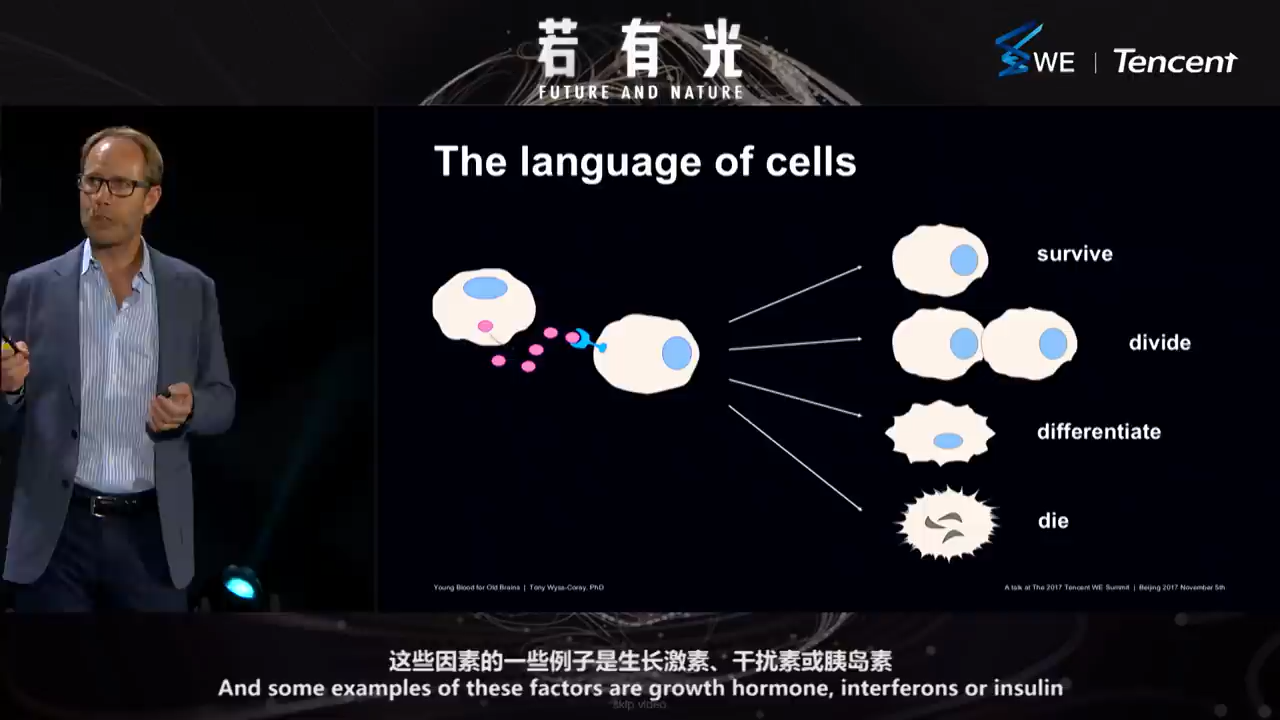 若有光
FUTURE AND NATURE
WE | Tencent
The language of cells
survive
divide
differentiate
die
Young Blood for Old Brains | Tony Wyss-Coray, PhD
A talk at The 2017 Tencent WE Summit | Beijing 2017 November 5th
这些因素的一些例子是生长激素、干扰素或胰岛素
And some examples of these factors are growth hormone, interferons or insulin
skip video